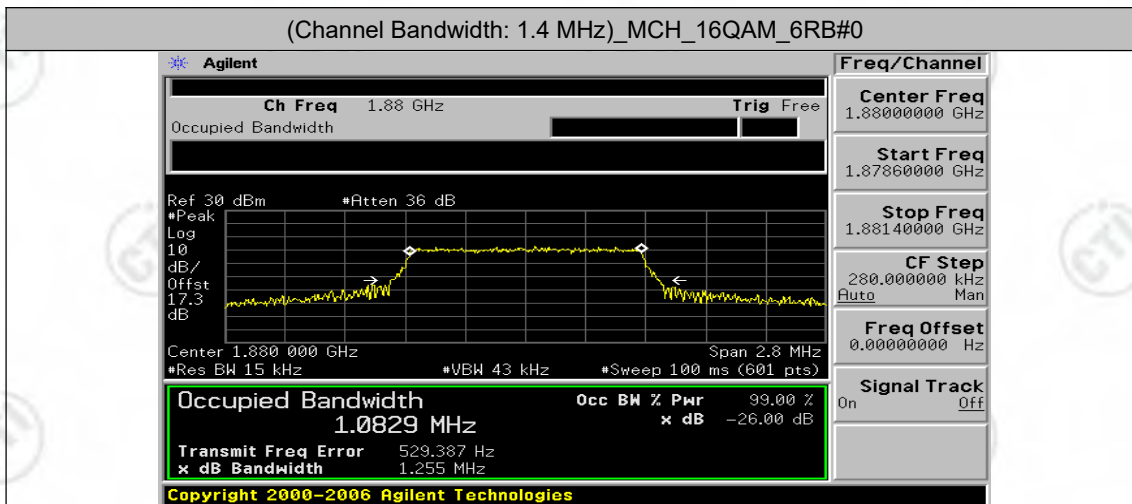 (Channel Bandwidth: 1.4 MHz)_MCH_16QAM_6RB#0
Agilent
Ch Freq 1.88 GHz Trig Free
Occupied Bandwidth
Ref 30 dBm #Atten 36 dB
#Peak
Log
10
dB/
Offst
17.3
dB
Center 1.880 000 GHz Span 2.8 MHz
#Res BW 15 kHz #VBW 43 kHz #Sweep 100 ms (601 pts)
Occupied Bandwidth Occ BW % Pwr 99.00 %
1.0829 MHz x dB -26.00 dB
Transmit Freq Error 529.387 Hz
x dB Bandwidth 1.255 MHz
Copyright 2000-2006 Agilent Technologies
Freq/Channel
Center Freq
1.88000000 GHz
Start Freq
1.87860000 GHz
Stop Freq
1.88140000 GHz
CF Step
280.000000 kHz
Auto Man
Freq Offset
0.00000000 Hz
Signal Track
On Off